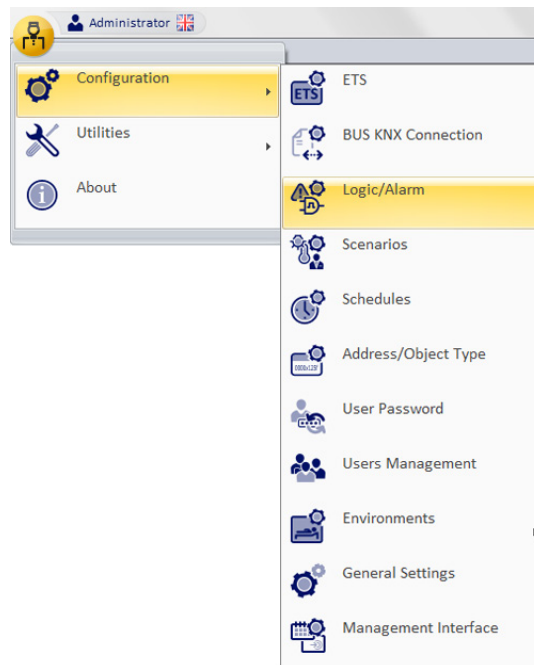 Administrator
Configuration
Utilities
About
ETS
ETS
BUS KNX Connection
Logic/Alarm
Scenarios
Schedules
Address/Object Type
User Password
Users Management
Environments
General Settings
Management Interface